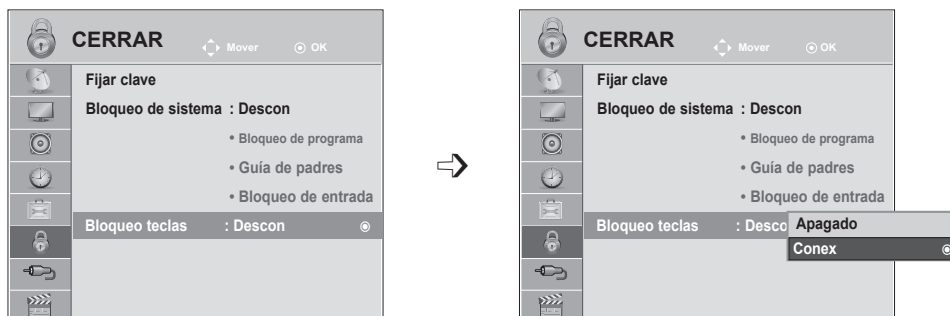 CERRAR Mover OK
Fijar clave
Bloqueo de sistema : Descon
• Bloqueo de programa
• Guía de padres
• Bloqueo de entrada
Bloqueo teclas : Descon
CERRAR Mover OK
Fijar clave
Bloqueo de sistema : Descon
• Bloqueo de programa
• Guía de padres
• Bloqueo de entrada
Bloqueo teclas : Desco
Apagado
Conex